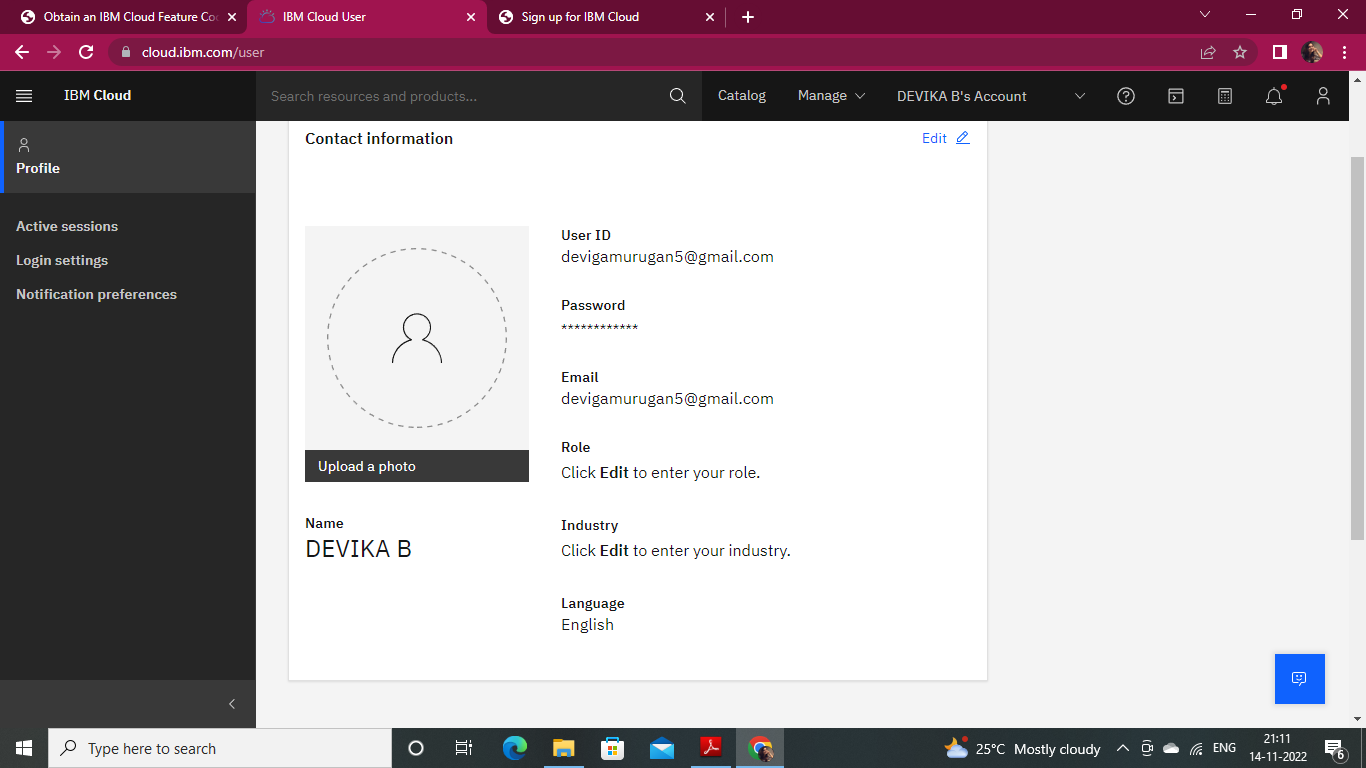 Obtain an IBM Cloud Feature Co
IBM Cloud User
Sign up for IBM Cloud
cloud.ibm.com/user
IBM Cloud
Search resources and products...
Catalog
Manage
DEVIKA B's Account
Profile
Active sessions
Login settings
Notification preferences
Contact information
Edit
User ID
devigamurugan5@gmail.com
Password
************
Email
devigamurugan5@gmail.com
Role
Click Edit to enter your role.
Upload a photo
Name
DEVIKA B
Industry
Click Edit to enter your industry.
Language
English
Type here to search
25°C Mostly cloudy
ENG
21:11
14-11-2022
6